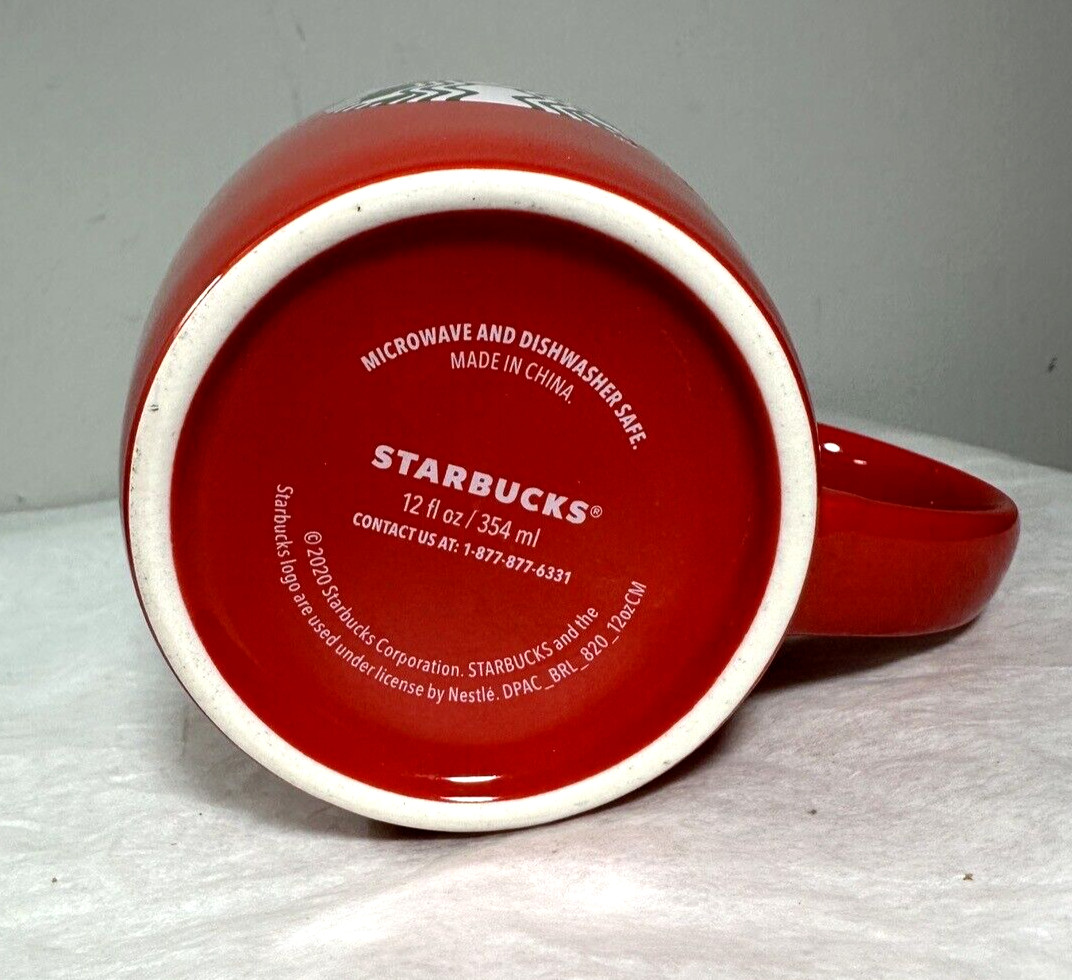 MICROWAVE AND DISHWASHER SAFE.
MADE IN CHINA.
STARBUCKS®
12 fl oz / 354 ml
CONTACT US AT: 1-877-877-6331
© 2020 Starbucks Corporation. STARBUCKS and the
Starbucks logo are used under license by Nestlé. DPAC_BRL_820_12ozCM